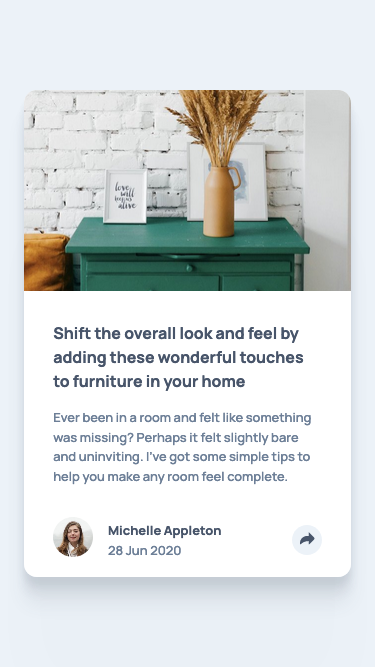 love
will
begins
alive
Shift the overall look and feel by
adding these wonderful touches
to furniture in your home
Ever been in a room and felt like something
was missing? Perhaps it felt slightly bare
and uninviting. I've got some simple tips to
help you make any room feel complete.
Michelle Appleton
28 Jun 2020